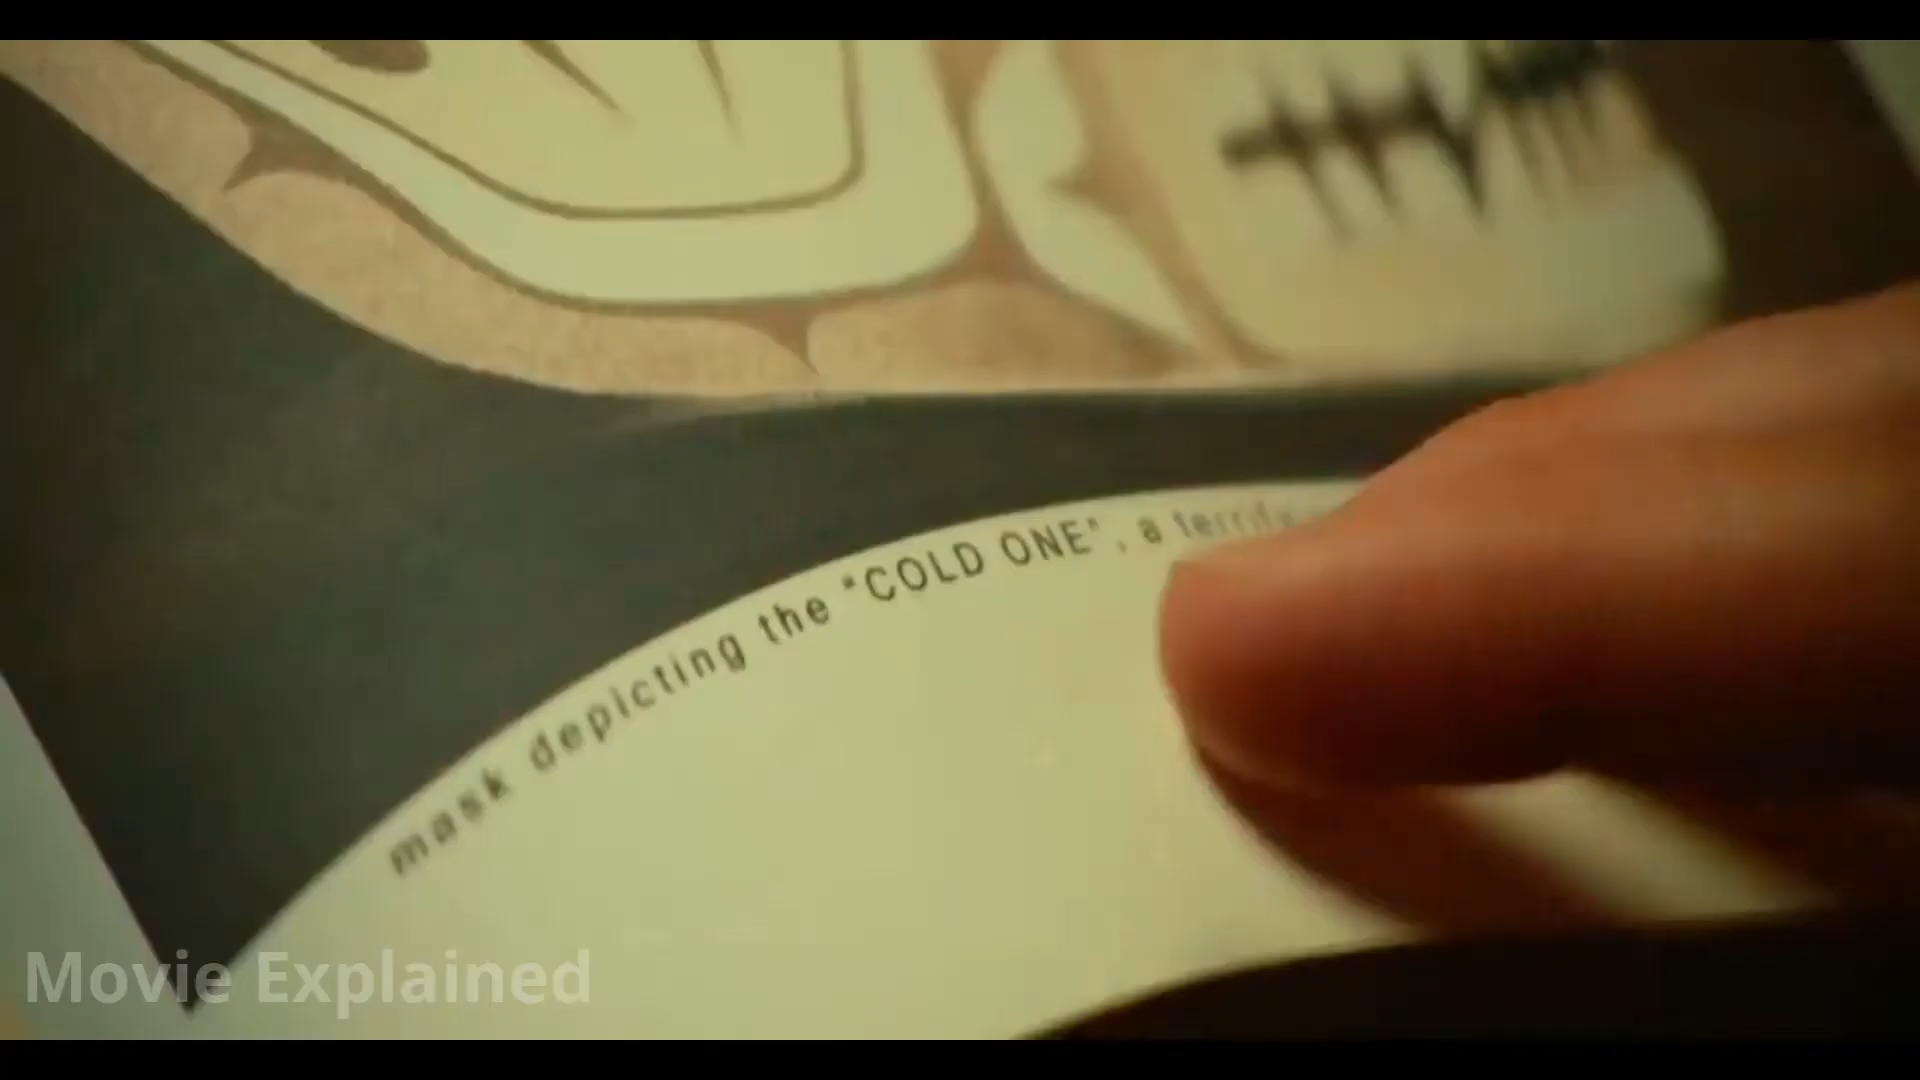 mask depicting the "COLD ONE", a
Movie Explained